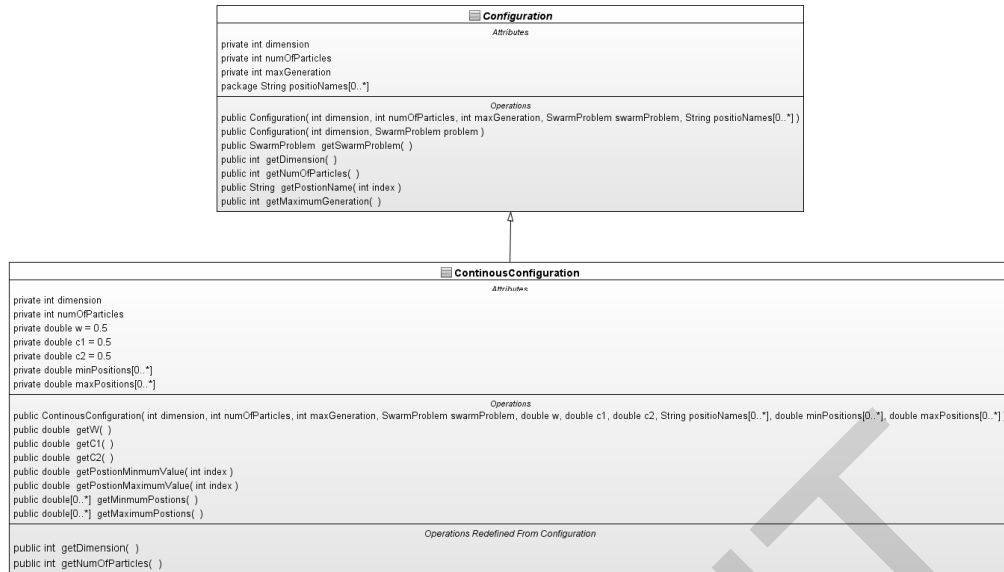 Configuration
Attributes
private int dimension
private int numOfParticles
private int maxGeneration
package String positioNames[0..*]
Operations
public Configuration( int dimension, int numOfParticles, int maxGeneration, SwarmProblem swarmProblem, String positioNames[0..*] )
public Configuration( int dimension, SwarmProblem problem )
public SwarmProblem getSwarmProblem( )
public int getDimension( )
public int getNumOfParticles( )
public String getPostionName( int index )
public int getMaximumGeneration( )
ContinousConfiguration
Attributes
private int dimension
private int numOfParticles
private double w = 0.5
private double c1 = 0.5
private double c2 = 0.5
private double minPositions[0..*]
private double maxPositions[0..*]
Operations
public ContinousConfiguration( int dimension, int numOfParticles, int maxGeneration, SwarmProblem swarmProblem, double w, double c1, double c2, String positioNames[0..*], double minPositions[0..*], double maxPositions[0..*] )
public double getW( )
public double getC1( )
public double getC2( )
public double getPostionMinmumValue( int index )
public double getPostionMaximumValue( int index )
public double[0..*] getMinmumPostions( )
public double[0..*] getMaximumPostions( )
Operations Redefined From Configuration
public int getDimension( )
public int getNumOfParticles( )